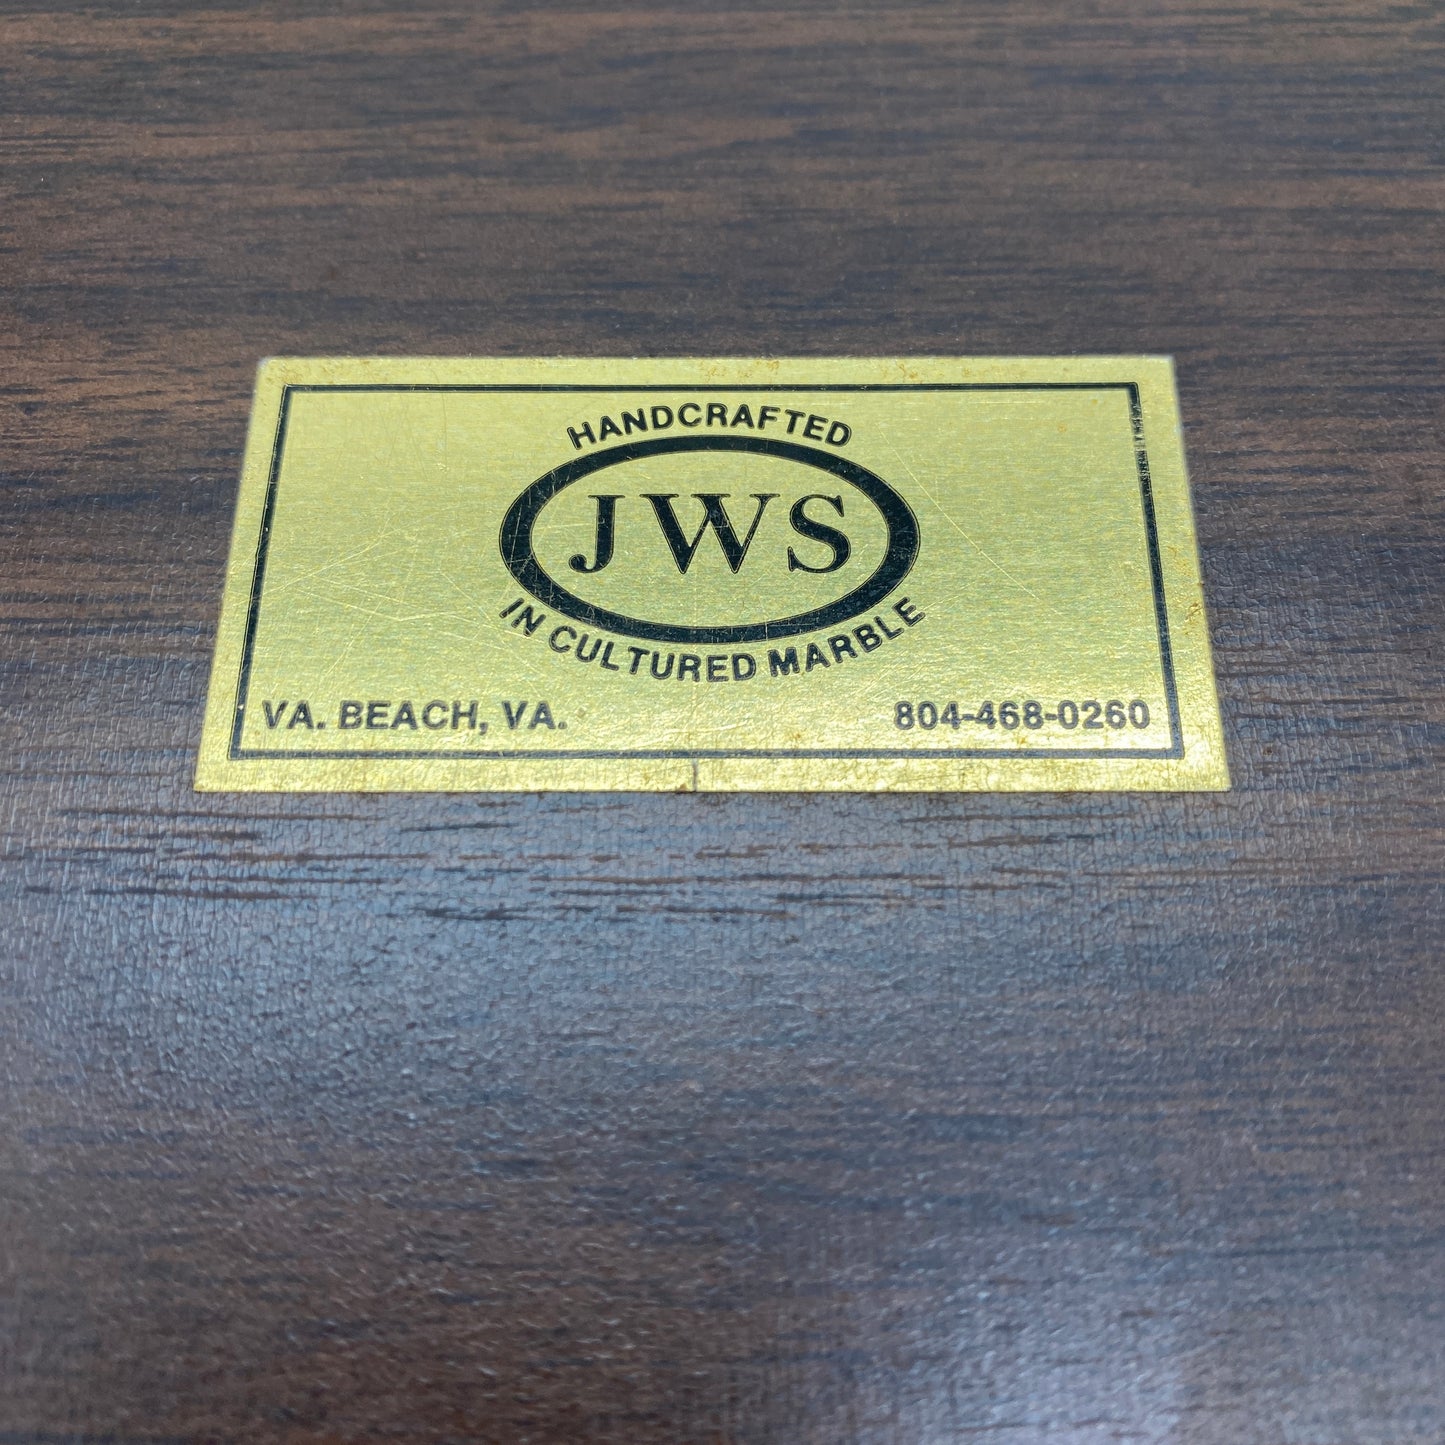 HANDCRAFTED
JWS
IN CULTURED MARBLE
VA. BEACH, VA.
804-468-0260